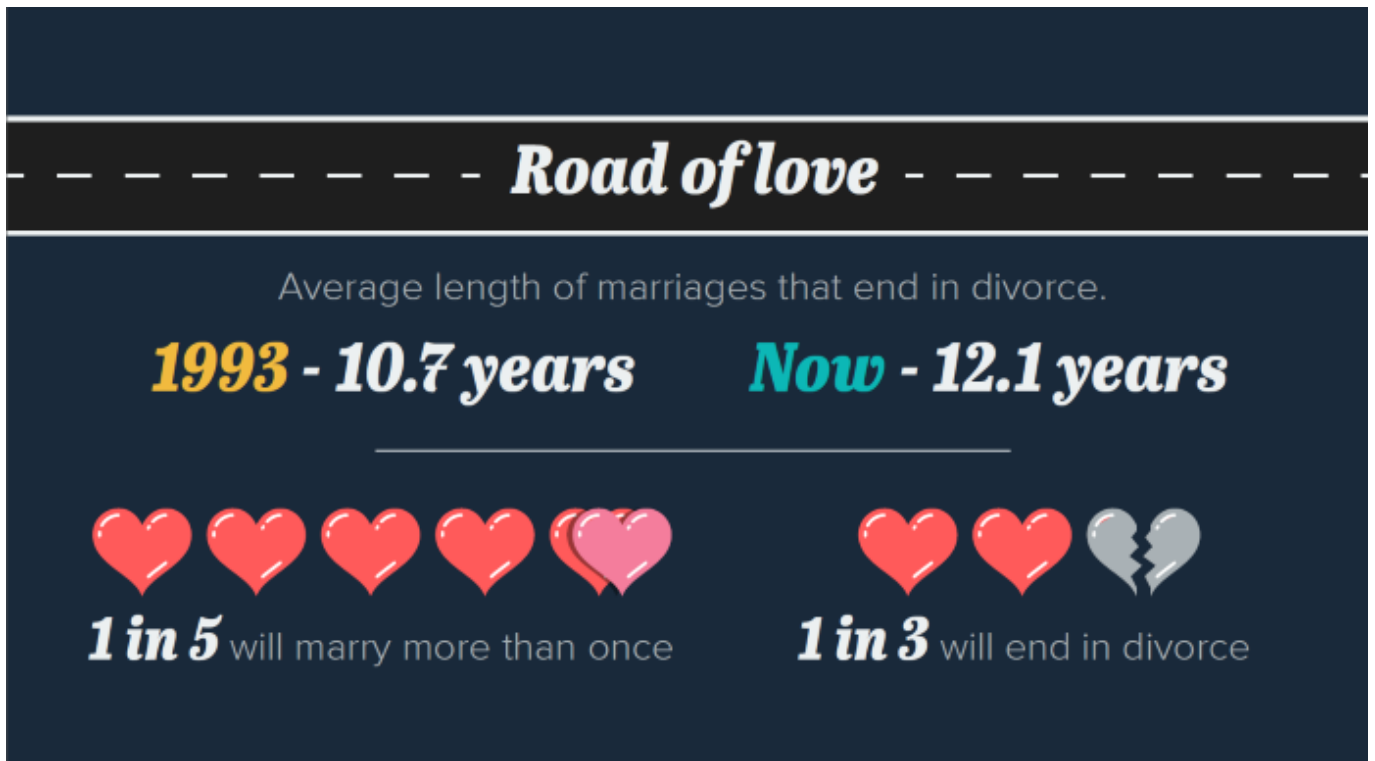 Road of love
Average length of marriages that end in divorce.
1993 - 10.7 years
Now - 12.1 years
1 in 5 will marry more than once
1 in 3 will end in divorce